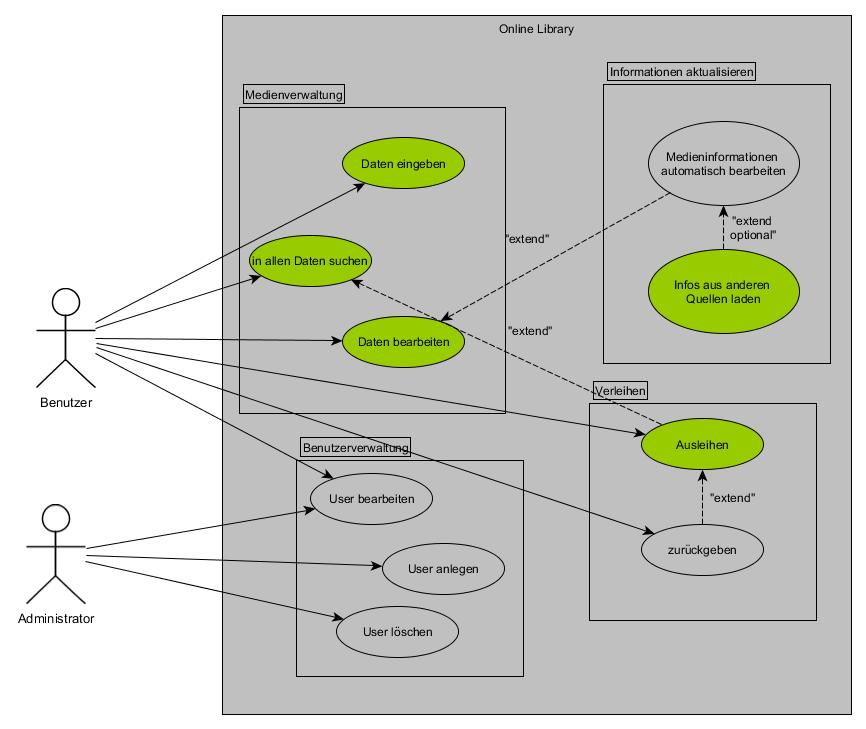 Online Library
Informationen aktualisieren
Medienverwaltung
Daten eingeben
Medieninformationen
automatisch bearbeiten
"extend
optional"
"extend"
in allen Daten suchen
Infos aus anderen
Quellen laden
"extend"
Daten bearbeiten
Benutzer
Verleihen
Ausleihen
Benutzerverwaltung
User bearbeiten
"extend"
zurückgeben
User anlegen
Administrator
User löschen